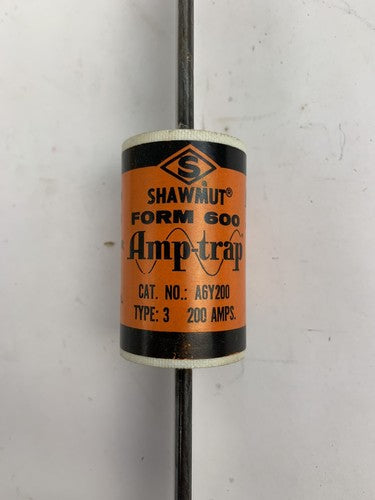 S
SHAWMUT®
FORM 600
Amp-trap
CAT. NO.: A6Y200
TYPE: 3 200 AMPS.